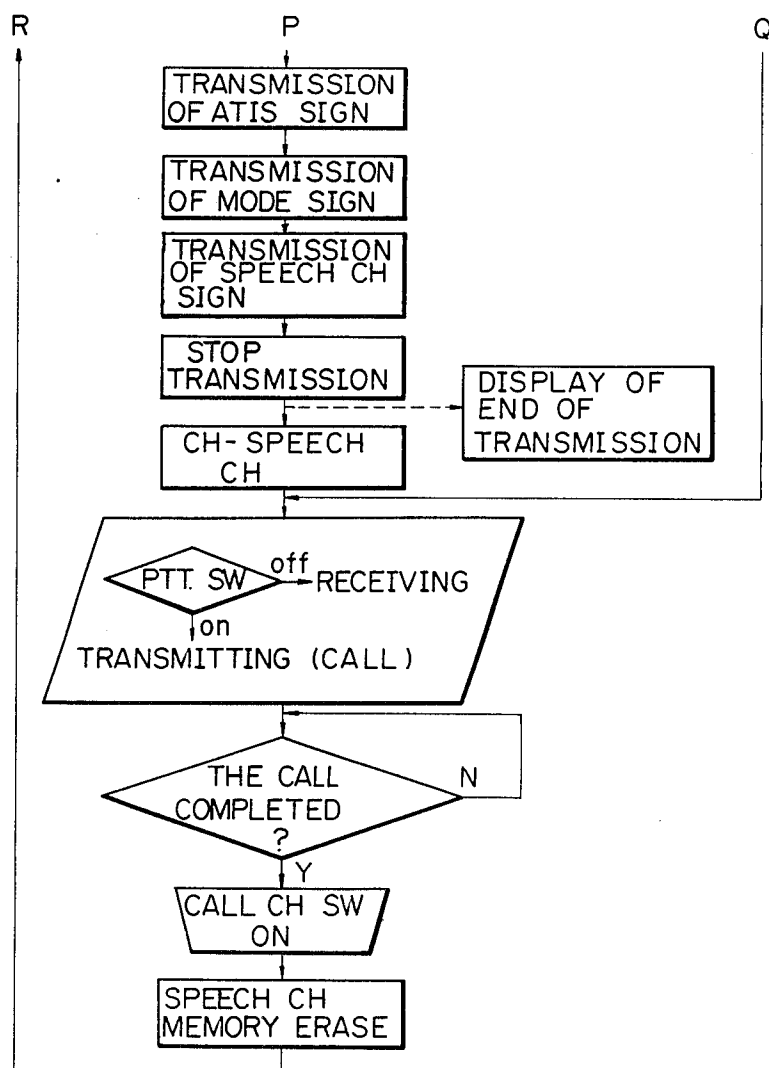 R P Q
TRANSMISSION
OF ATIS SIGN
TRANSMISSION
OF MODE SIGN
TRANSMISSION
OF SPEECH CH
SIGN
STOP
TRANSMISSION
DISPLAY OF
END OF
TRANSMISSION
CH-SPEECH
CH
PTT. SW
off
RECEIVING
on
TRANSMITTING (CALL)
THE CALL
COMPLETED
?
N
Y
CALL CH SW
ON
SPEECH CH
MEMORY ERASE